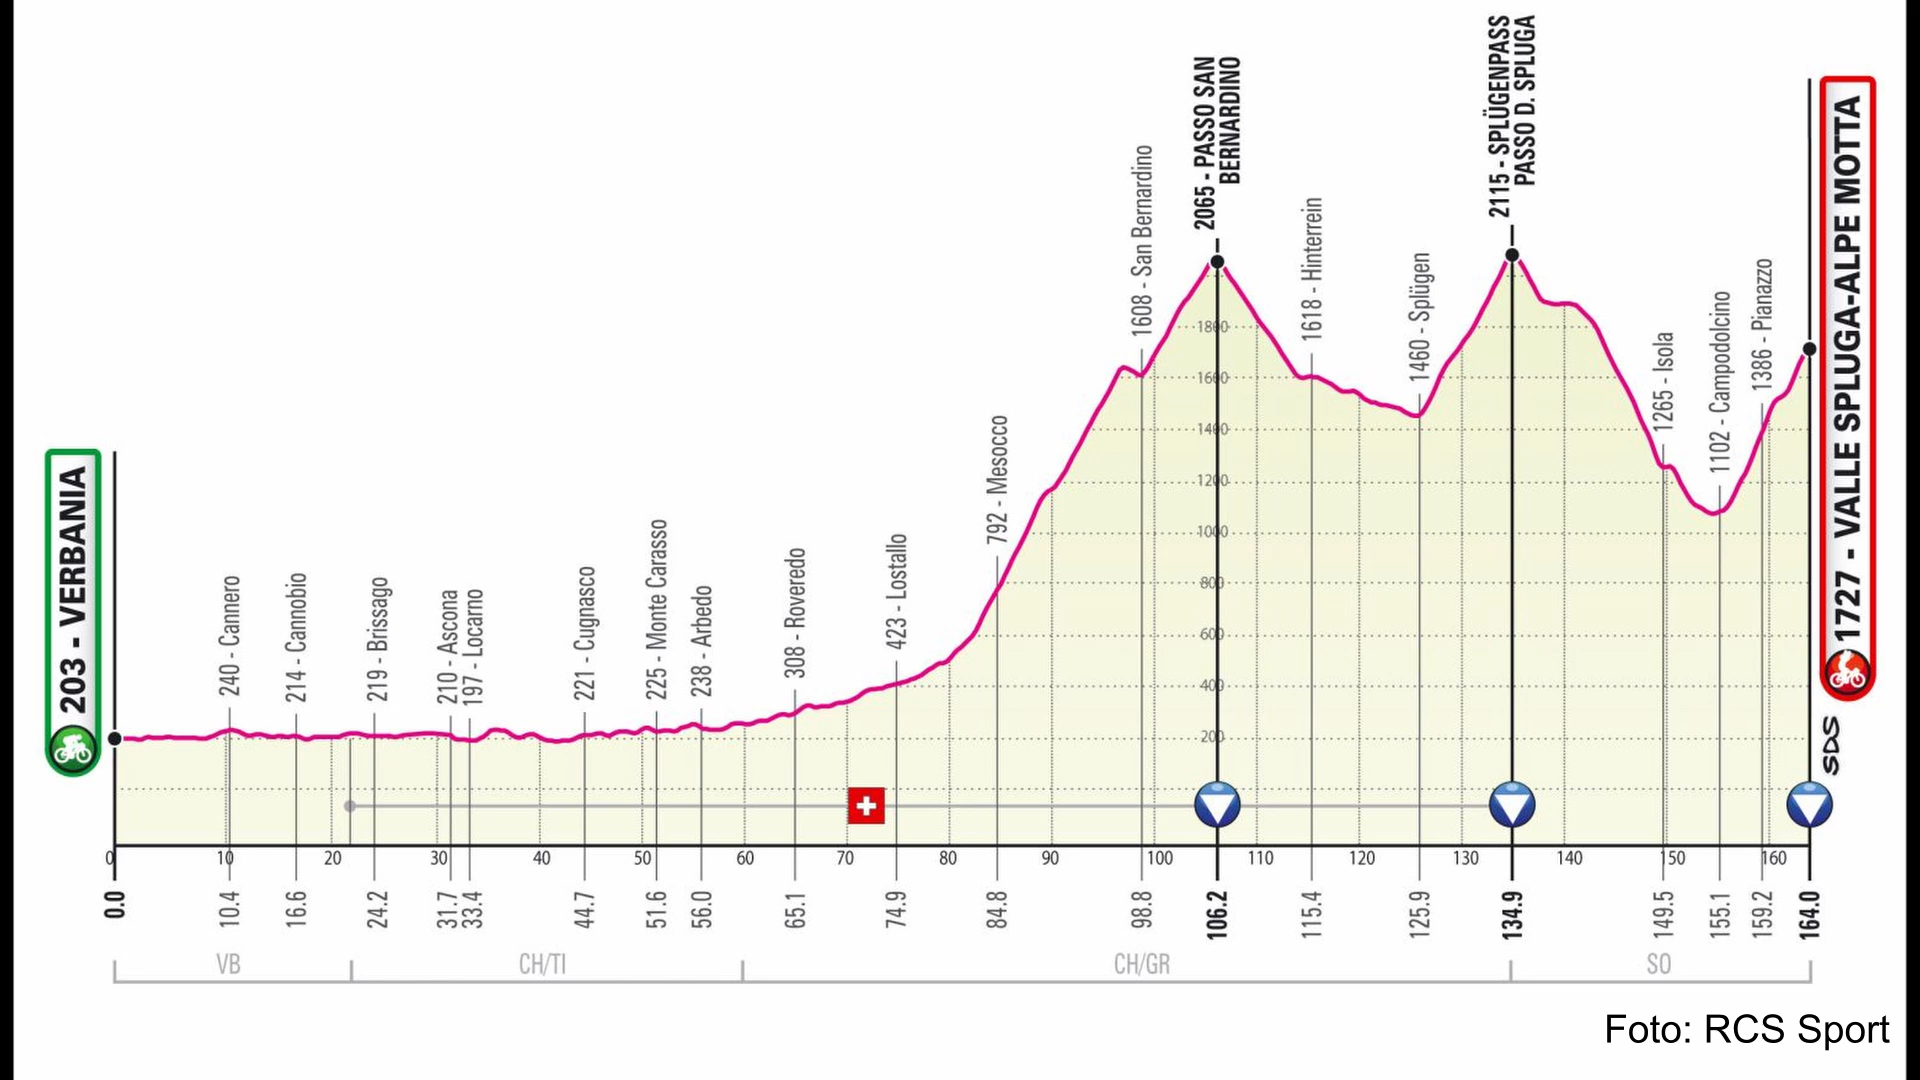 203 - VERBANIA
240 - Cannero
214 - Cannobio
219 - Brissago
210 - Ascona
197 - Locarno
221 - Cugnasco
225 - Monte Carasso
238 - Arbedo
308 - Roveredo
423 - Lostallo
792 - Mesocco
1608 - San Bernardino
2065 - PASSO SAN
BERNARDINO
1618 - Hinterrein
1460 - Splügen
2115 - SPLÜGENPASS
PASSO D. SPLUGA
1265 - Isola
1102 - Campodolcino
1386 - Pianazzo
1727 - VALLE SPLUGA-ALPE MOTTA
SDS
1800
1600
1400
1200
1000
800
600
400
200
0 10 20 30 40 50 60 70 80 90 100 110 120 130 140 150 160
0.0 10.4 16.6 24.2 31.7 33.4 44.7 51.6 56.0 65.1 74.9 84.8 98.8 106.2 115.4 125.9 134.9 149.5 155.1 159.2 164.0
VB CH/TI CH/GR SO
Foto: RCS Sport